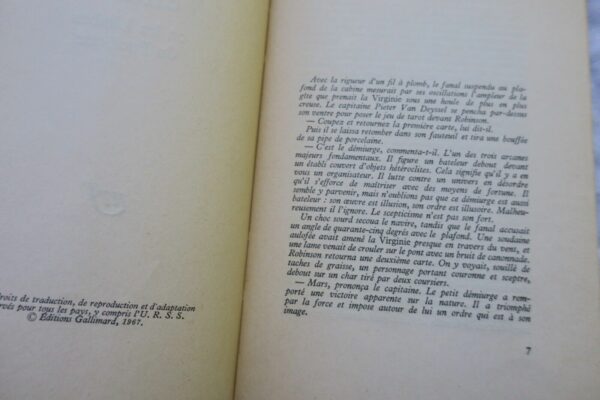 Droits de traduction, de reproduction et d'adaptation
réservés pour tous les pays, y compris l'U. R. S. S.
© Éditions Gallimard, 1967.
Avec la rigueur d'un fil à plomb, le fanal suspendu au pla-
fond de la cabine mesurait par ses oscillations l'ampleur de la
gîte que prenait la Virginie sous une houle de plus en plus
creuse. Le capitaine Pieter Van Deyssel se pencha par-dessus
son ventre pour poser le jeu de tarot devant Robinson.
— Coupez et retournez la première carte, lui dit-il.
Puis il se laissa retomber dans son fauteuil et tira une bouffée
de sa pipe de porcelaine.
— C'est le démiurge, commenta-t-il. L'un des trois arcanes
majeurs fondamentaux. Il figure un bateleur debout devant
un établi couvert d'objets hétéroclites. Cela signifie qu'il y a en
vous un organisateur. Il lutte contre un univers en désordre
qu'il s'efforce de maîtriser avec des moyens de fortune. Il
semble y parvenir, mais n'oublions pas que ce démiurge est aussi
bateleur : son œuvre est illusion, son ordre est illusoire. Malheu-
reusement il l'ignore. Le scepticisme n'est pas son fort.
Un choc sourd secoua le navire, tandis que le fanal accusait
un angle de quarante-cinq degrés avec le plafond. Une soudaine
aulofée avait amené la Virginie presque en travers du vent, et
une lame venait de crouler sur le pont avec un bruit de canonnade.
Robinson retourna une deuxième carte. On y voyait, souillé de
taches de graisse, un personnage portant couronne et sceptre,
debout sur un char tiré par deux coursiers.
— Mars, prononça le capitaine. Le petit démiurge a rem-
porté une victoire apparente sur la nature. Il a triomphé
par la force et impose autour de lui un ordre qui est à son
image.
7